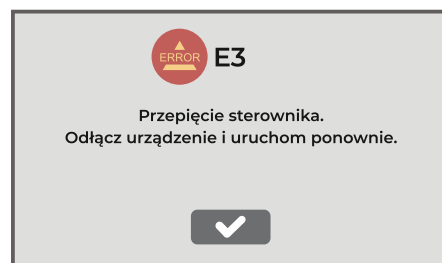 ERROR E3
Przepięcie sterownika.
Odłącz urządzenie i uruchom ponownie.